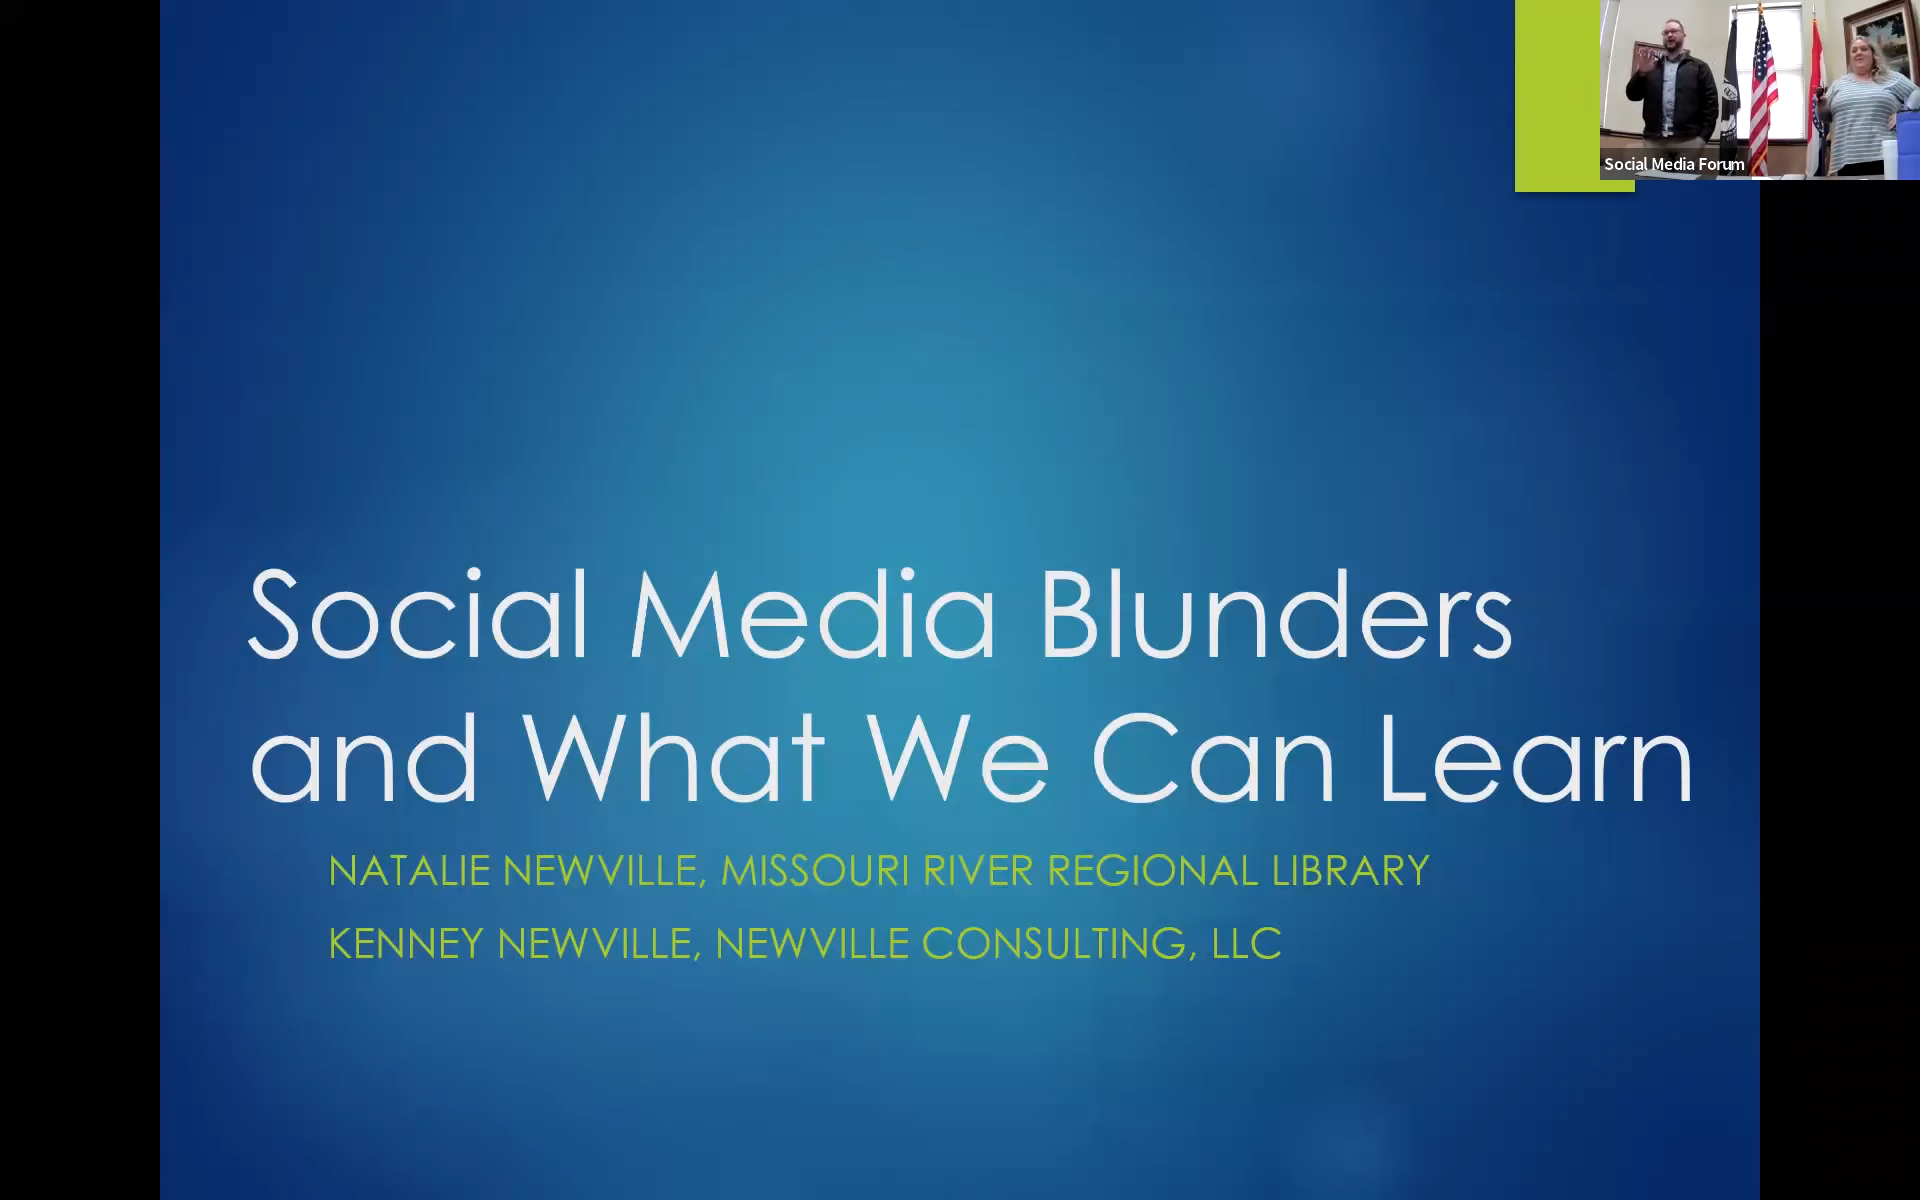 Social Media Forum
Social Media Blunders
and What We Can Learn
NATALIE NEWVILLE, MISSOURI RIVER REGIONAL LIBRARY
KENNEY NEWVILLE, NEWVILLE CONSULTING, LLC